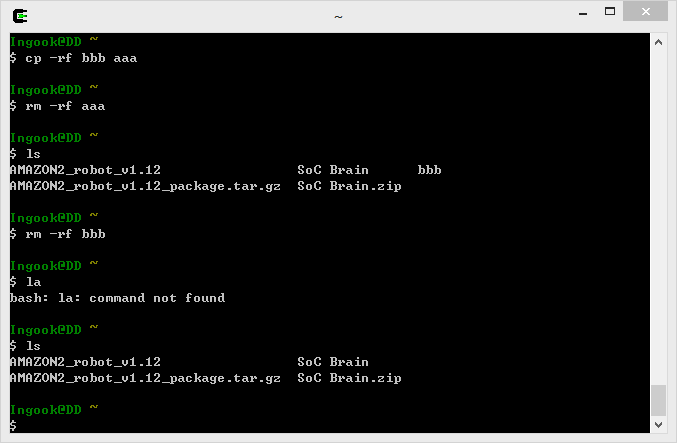 ~
Ingook@DD ~
$ cp -rf bbb aaa
Ingook@DD ~
$ rm -rf aaa
Ingook@DD ~
$ ls
AMAZON2_robot_v1.12 SoC Brain bbb
AMAZON2_robot_v1.12_package.tar.gz SoC Brain.zip
Ingook@DD ~
$ rm -rf bbb
Ingook@DD ~
$ la
bash: la: command not found
Ingook@DD ~
$ ls
AMAZON2_robot_v1.12 SoC Brain
AMAZON2_robot_v1.12_package.tar.gz SoC Brain.zip
Ingook@DD ~
$